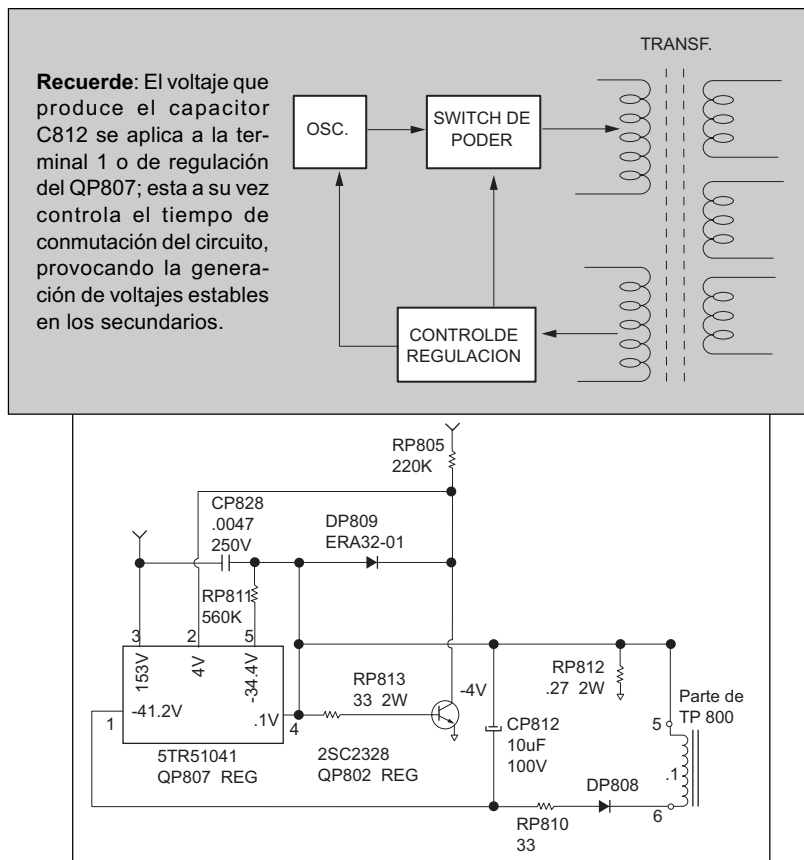 TRANSF.
Recuerde: El voltaje que
produce el capacitor
C812 se aplica a la ter-
minal 1 o de regulación
del QP807; esta a su vez
controla el tiempo de
conmutación del circuito,
provocando la genera-
ción de voltajes estables
en los secundarios.
OSC.
SWITCH DE
PODER
CONTROLDE
REGULACION
RP805
220K
CP828
.0047
250V
DP809
ERA32-01
RP811
560K
3
2
5
153V
4V
-34.4V
-41.2V
.1V
1
4
5TR51041
QP807 REG
RP813
33 2W
2SC2328
QP802 REG
-4V
CP812
10uF
100V
RP812
.27 2W
Parte de
TP 800
5
.1
6
DP808
RP810
33